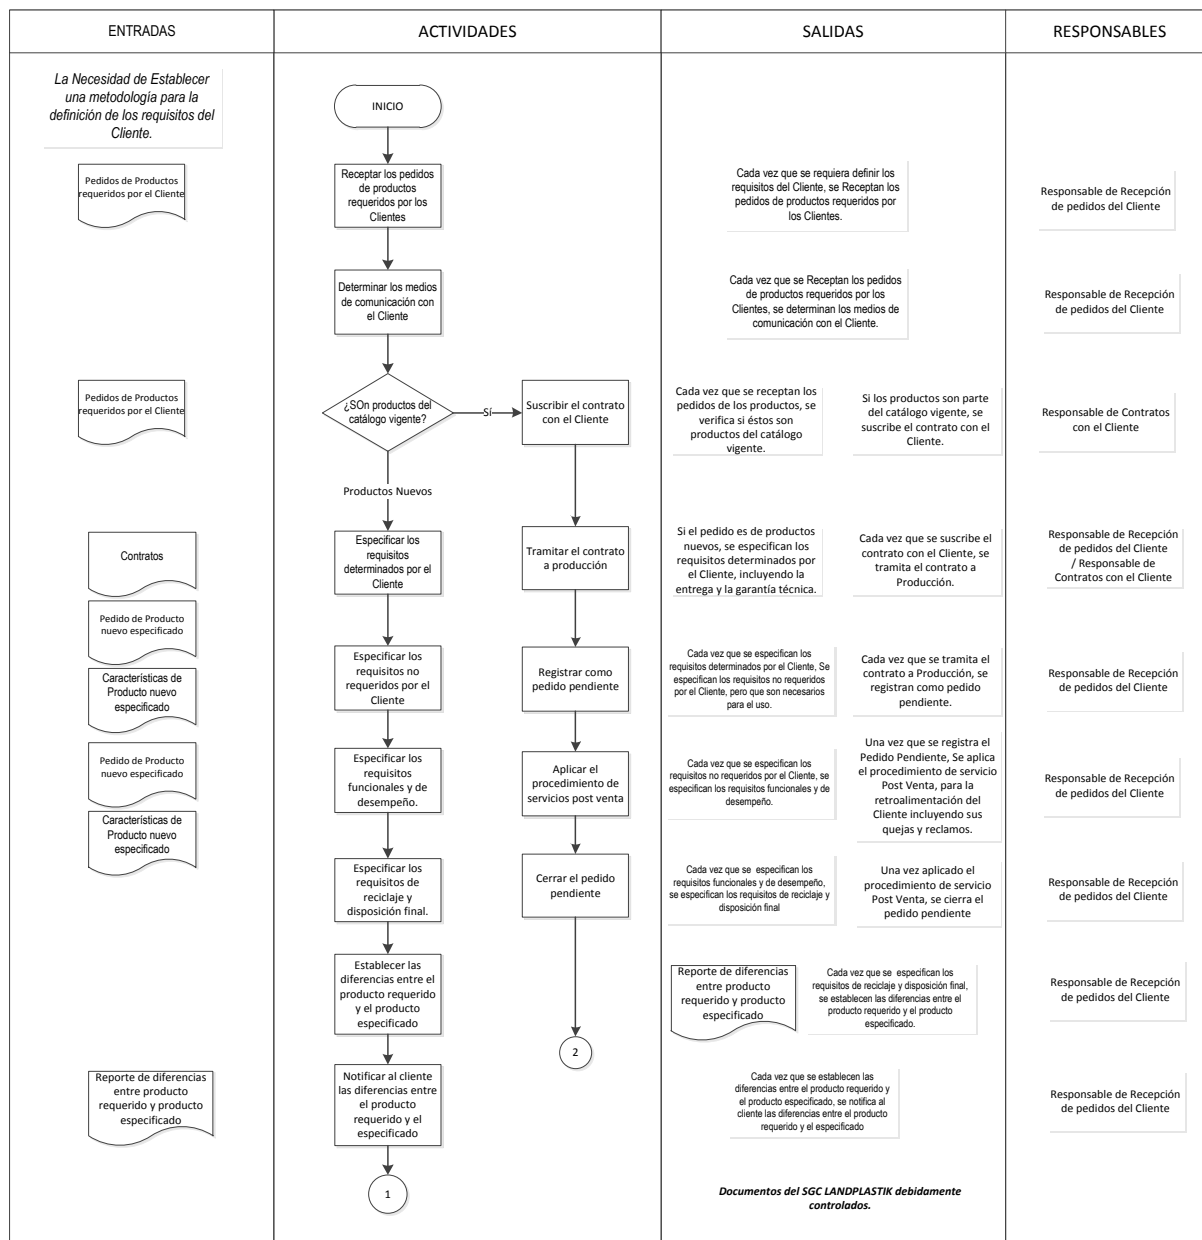 ENTRADAS
ACTIVIDADES
SALIDAS
RESPONSABLES
La Necesidad de Establecer
una metodología para la
definición de los requisitos del
Cliente.
INICIO
Pedidos de Productos
requeridos por el Cliente
Receptar los pedidos
de productos
requeridos por los
Clientes
Cada vez que se requiera definir los
requisitos del Cliente, se Receptan los
pedidos de productos requeridos por
los Clientes.
Responsable de Recepción
de pedidos del Cliente
Determinar los medios
de comunicación con
el Cliente
Cada vez que se Receptan los pedidos
de productos requeridos por los
Clientes, se determinan los medios de
comunicación con el Cliente.
Responsable de Recepción
de pedidos del Cliente
Pedidos de Productos
requeridos por el Cliente
¿SOn productos del
catálogo vigente?
Sí
Suscribir el contrato
con el Cliente
Cada vez que se receptan los
pedidos de los productos, se
verifica si éstos son
productos del catálogo
vigente.
Si los productos son parte
del catálogo vigente, se
suscribe el contrato con el
Cliente.
Responsable de Contratos
con el Cliente
Productos Nuevos
Contratos
Especificar los
requisitos
determinados por el
Cliente
Tramitar el contrato
a producción
Si el pedido es de productos
nuevos, se especifican los
requisitos determinados por
el Cliente, incluyendo la
entrega y la garantía técnica.
Cada vez que se suscribe el
contrato con el Cliente, se
tramita el contrato a
Producción.
Responsable de Recepción
de pedidos del Cliente
/ Responsable de
Contratos con el Cliente
Pedido de Producto
nuevo especificado
Características de
Producto nuevo
especificado
Especificar los
requisitos no
requeridos por el
Cliente
Registrar como
pedido pendiente
Cada vez que se especifican los
requisitos determinados por el Cliente, Se
especifican los requisitos no requeridos
por el Cliente, pero que son necesarios
para el uso.
Cada vez que se tramita el
contrato a Producción, se
registran como pedido
pendiente.
Responsable de Recepción
de pedidos del Cliente
Pedido de Producto
nuevo especificado
Características de
Producto nuevo
especificado
Especificar los
requisitos
funcionales y de
desempeño.
Aplicar el
procedimiento de
servicios post venta
Cada vez que se especifican los
requisitos no requeridos por el Cliente, se
especifican los requisitos funcionales y de
desempeño.
Una vez que se registra el
Pedido Pendiente, Se aplica
el procedimiento de servicio
Post Venta, para la
retroalimentación del
Cliente incluyendo sus
quejas y reclamos.
Responsable de Recepción
de pedidos del Cliente
Especificar los
requisitos de
reciclaje y
disposición final.
Cerrar el pedido
pendiente
Cada vez que se especifican los
requisitos funcionales y de desempeño,
se especifican los requisitos de reciclaje y
disposición final
Una vez aplicado el
procedimiento de servicio
Post Venta, se cierra el
pedido pendiente
Responsable de Recepción
de pedidos del Cliente
Establecer las
diferencias entre el
producto requerido
y el producto
especificado
Reporte de diferencias
entre producto
requerido y producto
especificado
Cada vez que se especifican los
requisitos de reciclaje y disposición final,
se establecen las diferencias entre el
producto requerido y el producto
especificado.
Responsable de Recepción
de pedidos del Cliente
2
Reporte de diferencias
entre producto
requerido y producto
especificado
Notificar al cliente
las diferencias entre
el producto
requerido y el
especificado
Cada vez que se establecen las
diferencias entre el producto requerido y
el producto especificado, se notifica al
cliente las diferencias entre el producto
requerido y el especificado
Responsable de Recepción
de pedidos del Cliente
1
Documentos del SGC LANDPLASTIK debidamente
controlados.